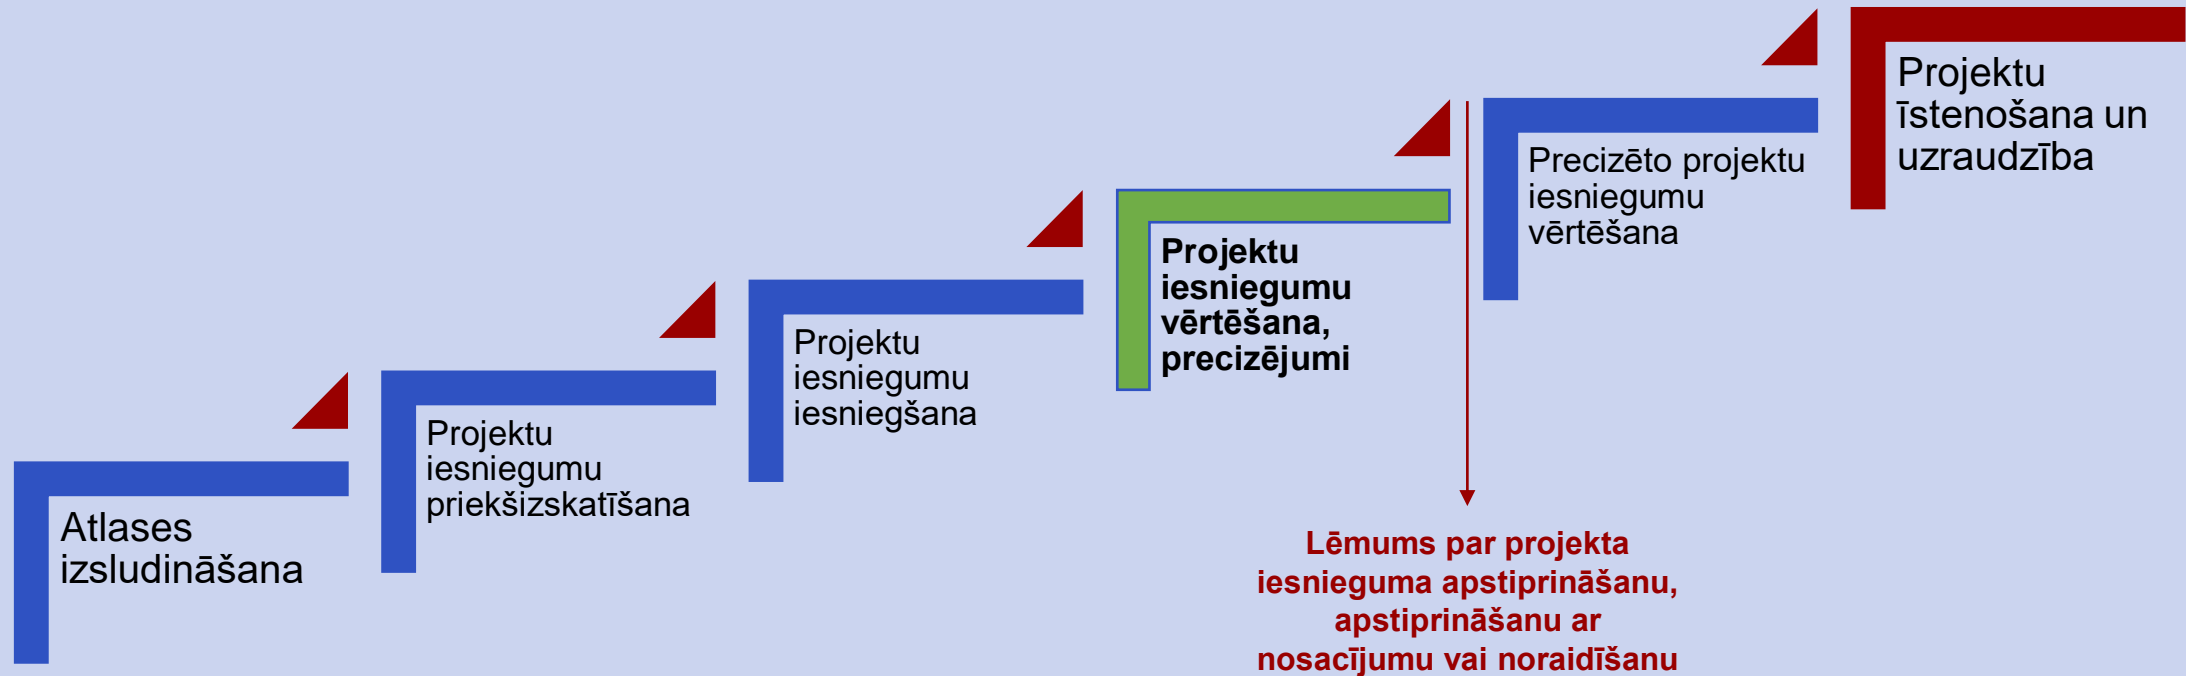 Atlases
izsludināšana
Projektu
iesniegumu
priekšizskatīšana
Projektu
iesniegumu
iesniegšana
Projektu
iesniegumu
vērtēšana,
precizējumi
Lēmums par projekta
iesnieguma apstiprināšanu,
apstiprināšanu ar
nosacījumu vai noraidīšanu
Precizēto projektu
iesniegumu
vērtēšana
Projektu
īstenošana un
uzraudzība